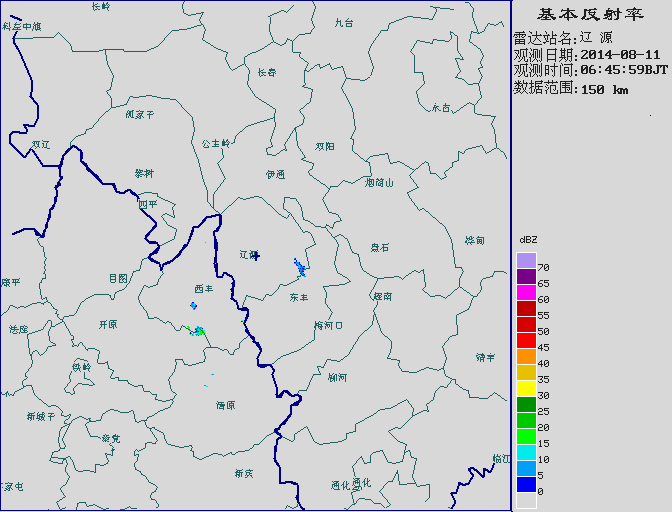 基本反射率
雷达站名:辽 源
观测日期:2014-08-11
观测时间:06:45:59BJT
数据范围:150 km
长岭
科左中旗
九台
长春
永吉
孤家子
公主岭
双阳
双辽
黎树
伊通
烟筒山
四平
辽源
盘石
桦甸
昌图
西丰
东丰
辉南
康平
法库
开原
梅河口
靖宇
铁岭
柳河
新城子
清原
抚顺
新宾
临江
通化
通化
dBZ
70
65
60
55
50
45
40
35
30
25
20
15
10
5
0